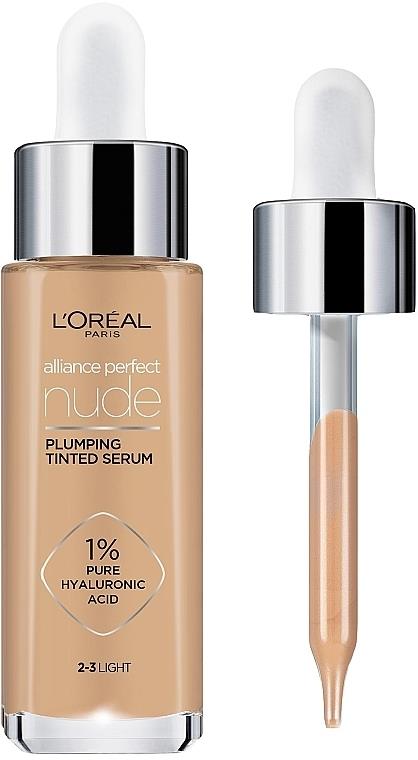 L'ORÉAL
PARIS
alliance perfect
nude
PLUMPING
TINTED SERUM
1%
PURE
HYALURONIC
ACID
2-3 LIGHT